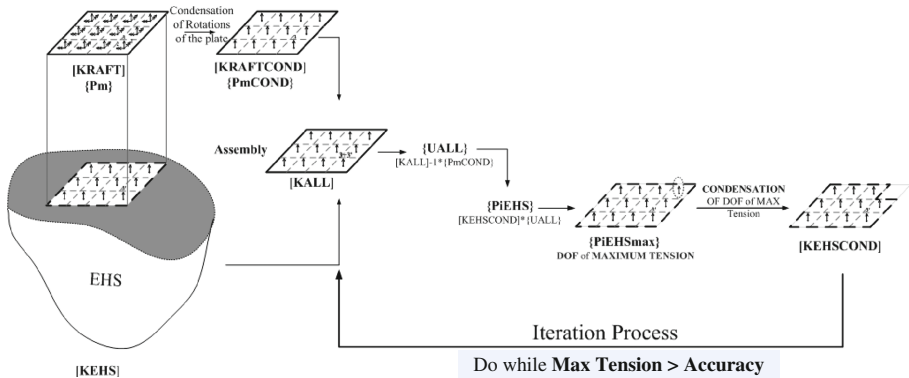 Condensation
of Rotations
of the plate
[KRAFT]
{Pm}
[KRAFTCOND]
{PmCOND}
Assembly
[KALL]
{UALL}
[KALL]-1*{PmCOND}
{PiEHS}
[KEHSCOND]*{UALL}
{PiEHSmax}
DOF of MAXIMUM TENSION
CONDENSATION
OF DOF of MAX
Tension
[KEHSCOND]
EHS
[KEHS]
Iteration Process
Do while Max Tension > Accuracy